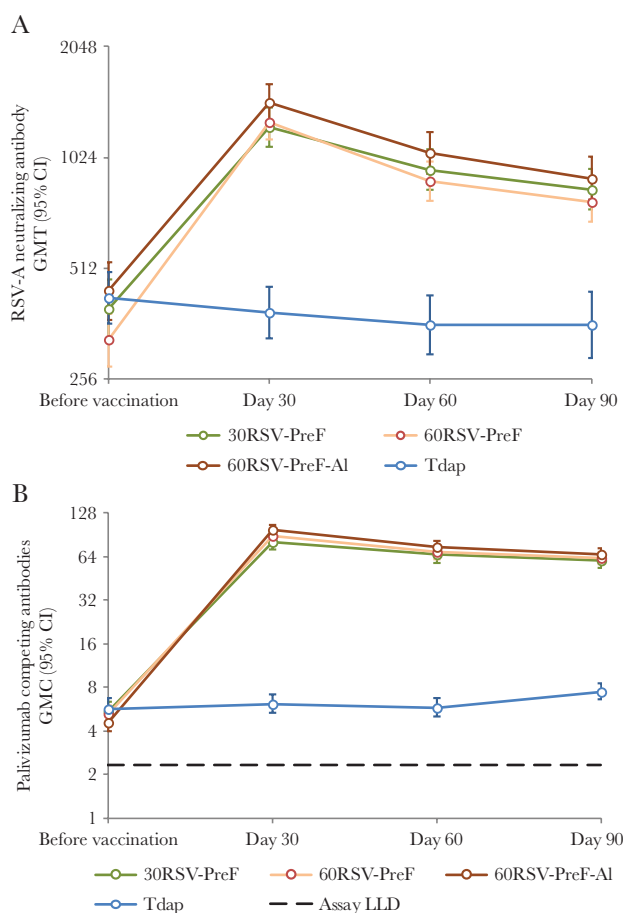 A
2048
1024
512
256
RSV-A neutralizing antibody
GMT (95% CI)
Before vaccination Day 30 Day 60 Day 90
30RSV-PreF 60RSV-PreF
60RSV-PreF-Al Tdap
B
128
64
32
16
8
4
2
1
Palivizumab competing antibodies
GMC (95% CI)
Before vaccination Day 30 Day 60 Day 90
30RSV-PreF 60RSV-PreF 60RSV-PreF-Al
Tdap Assay LLD